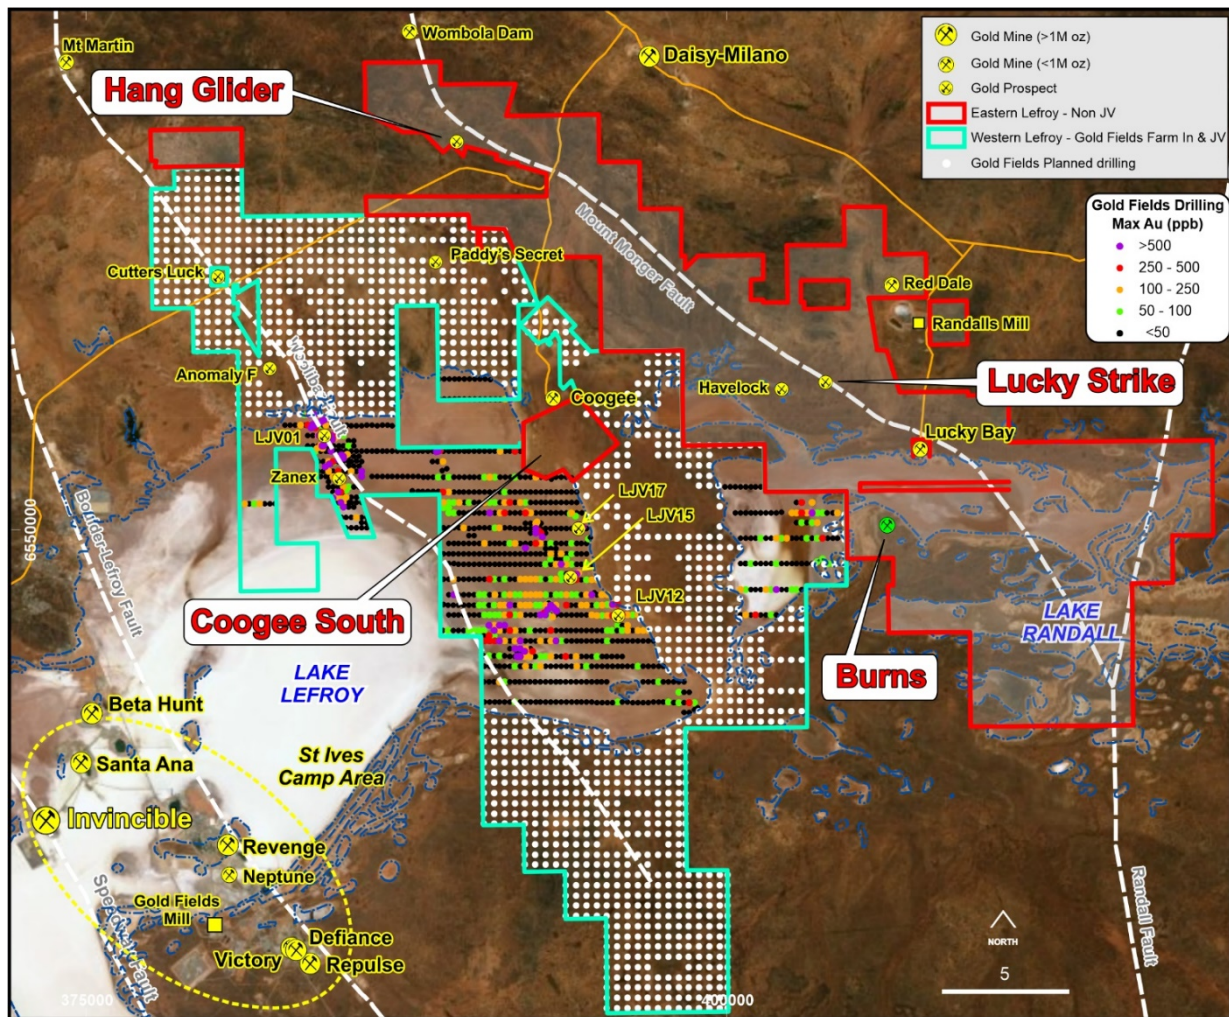 Mt Martin
Wombola Dam
Daisy-Milano
Hang Glider
Gold Mine (>1M oz)
Gold Mine (<1M oz)
Gold Prospect
Eastern Lefroy - Non JV
Western Lefroy - Gold Fields Farm In & JV
Gold Fields Planned drilling
Gold Fields Drilling
Max Au (ppb)
>500
250 - 500
100 - 250
50 - 100
<50
Mount Monger Fault
Cutters Luck
Paddy's Secret
Red Dale
Randalls Mill
Anomaly F
Woolibar Fault
Coogee
Havelock
Lucky Strike
LJV01
Lucky Bay
Zanex
LJV17
LJV15
LJV12
6550000
Boulder-Lefroy Fault
Coogee South
Burns
LAKE
RANDALL
LAKE
LEFROY
Beta Hunt
Santa Ana
St Ives
Camp Area
Invincible
Revenge
Neptune
Gold Fields
Mill
Defiance
Victory
Repulse
Speedway Fault
Randall Fault
NORTH
5
375000
400000